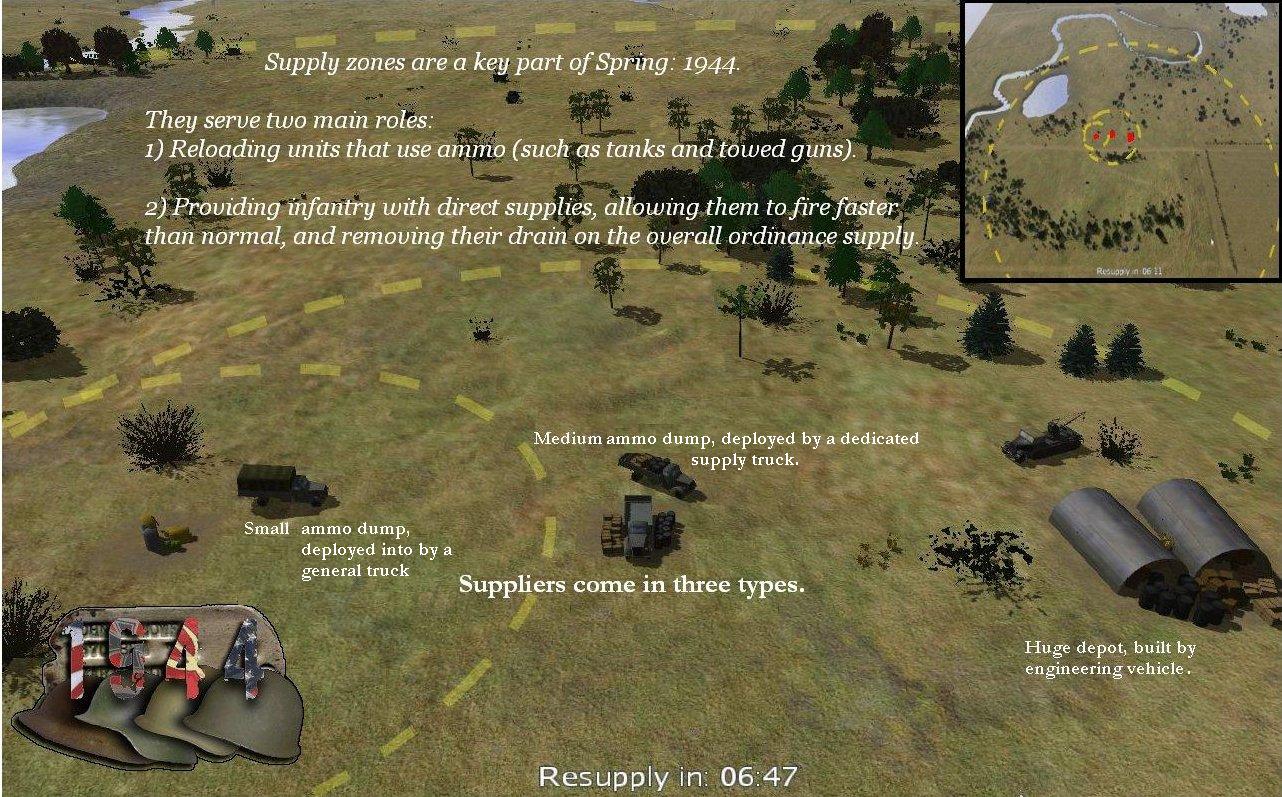 Supply zones are a key part of Spring: 1944.
They serve two main roles:
1) Reloading units that use ammo (such as tanks and towed guns).
2) Providing infantry with direct supplies, allowing them to fire faster
than normal, and removing their drain on the overall ordinance supply.
Resupply in: 06:11
Medium ammo dump, deployed by a dedicated
supply truck.
Small ammo dump,
deployed into by a
general truck
Suppliers come in three types.
Huge depot, built by
engineering vehicle.
1944
Resupply in: 06:47